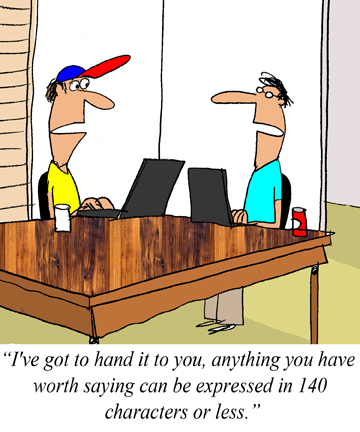 “I've got to hand it to you, anything you have
worth saying can be expressed in 140
characters or less.”